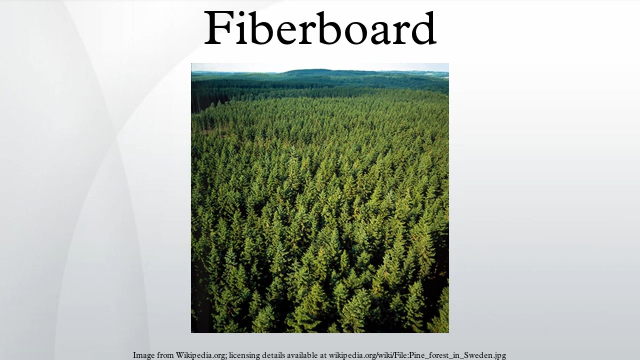 Fiberboard
Image from Wikipedia.org; licensing details available at wikipedia.org/wiki/File:Pine_forest_in_Sweden.jpg